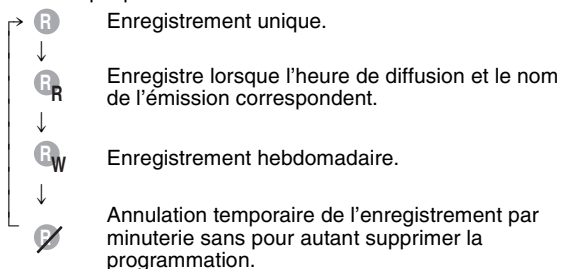 R Enregistrement unique.
R R Enregistre lorsque l'heure de diffusion et le nom
de l'émission correspondent.
R W Enregistrement hebdomadaire.
R Annulation temporaire de l'enregistrement par
minuterie sans pour autant supprimer la
programmation.